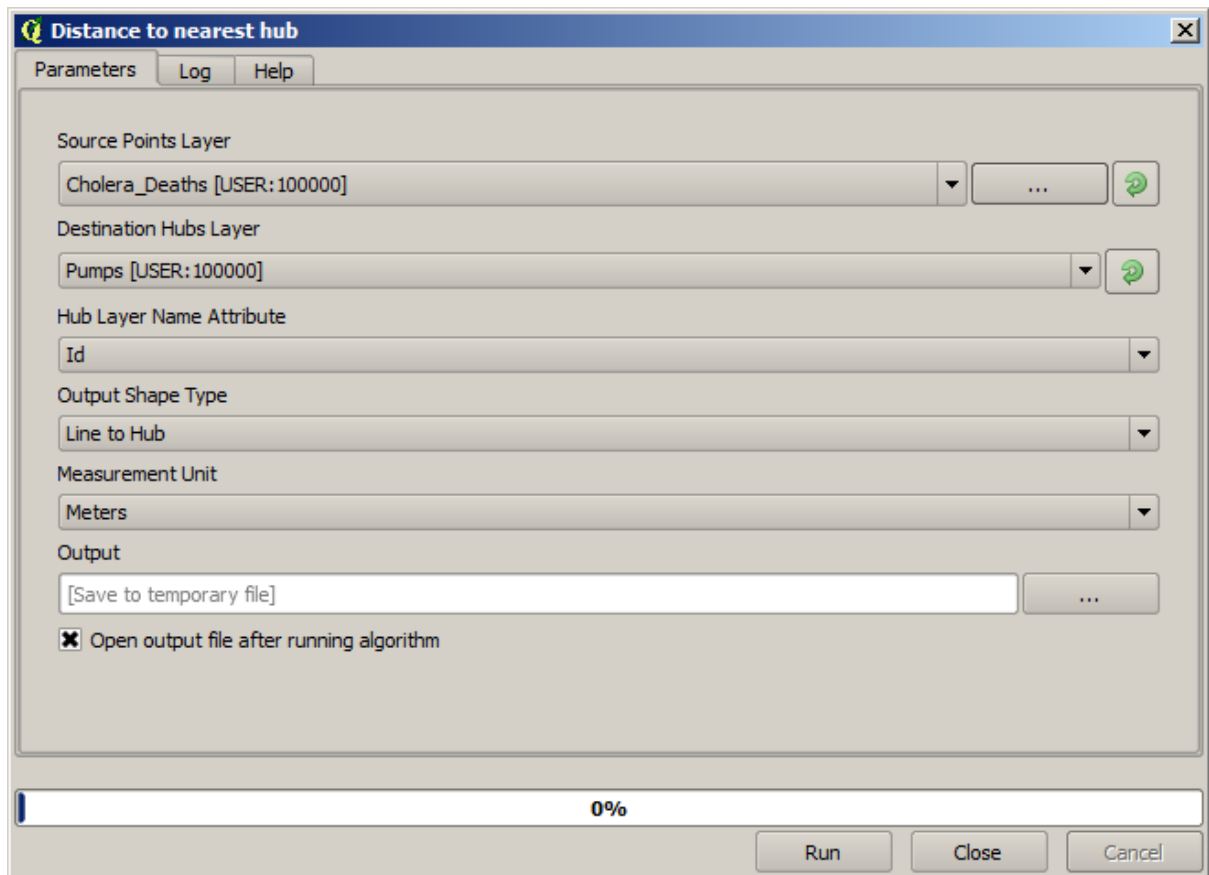 Distance to nearest hub
Parameters Log Help
Source Points Layer
Cholera_Deaths [USER:100000] ...
Destination Hubs Layer
Pumps [USER:100000]
Hub Layer Name Attribute
Id
Output Shape Type
Line to Hub
Measurement Unit
Meters
Output
[Save to temporary file] ...
Open output file after running algorithm
0%
Run Close Cancel